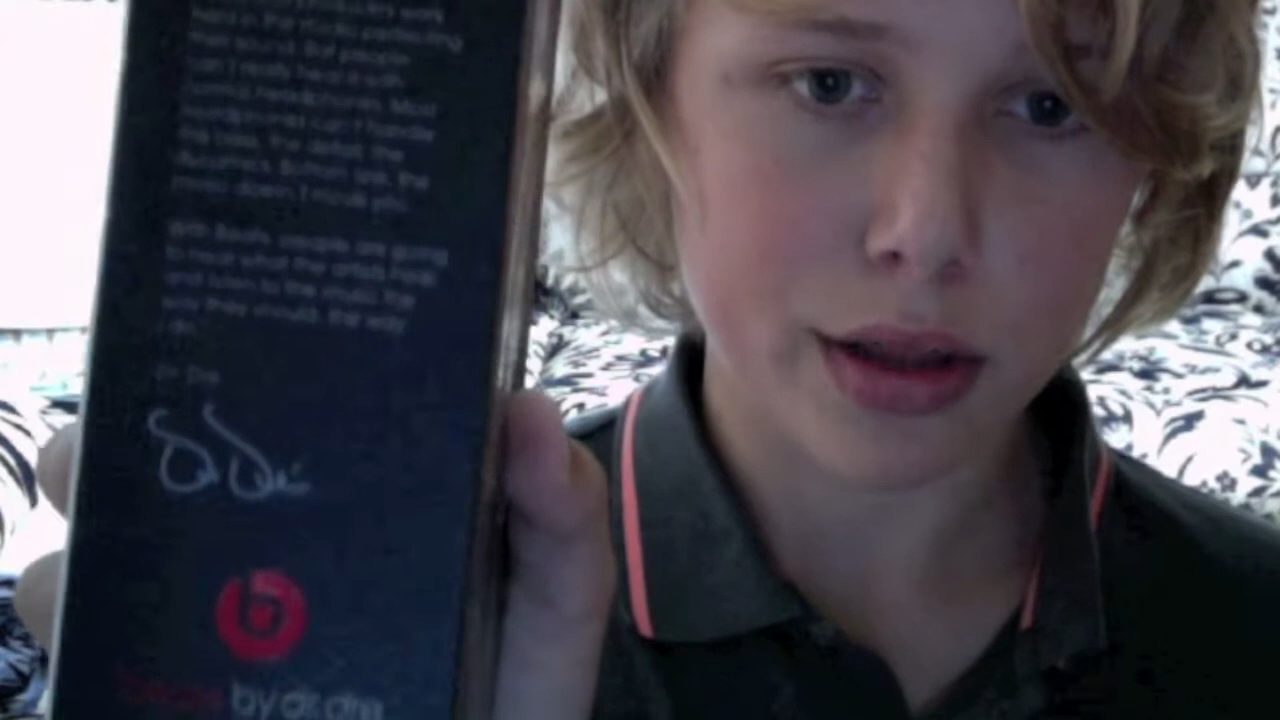 hard in the studio perfecting
their sound. But people
can't really hear it with
normal headphones. Most
headphones can't handle
the bass, the detail, the
dynamics. Bottom line, the
music doesn't move you.
With Beats, people are going
to hear what the artists hear,
and listen to the music the
way they should: the way
I do.
Dr. Dre
b
beats by dr. dre